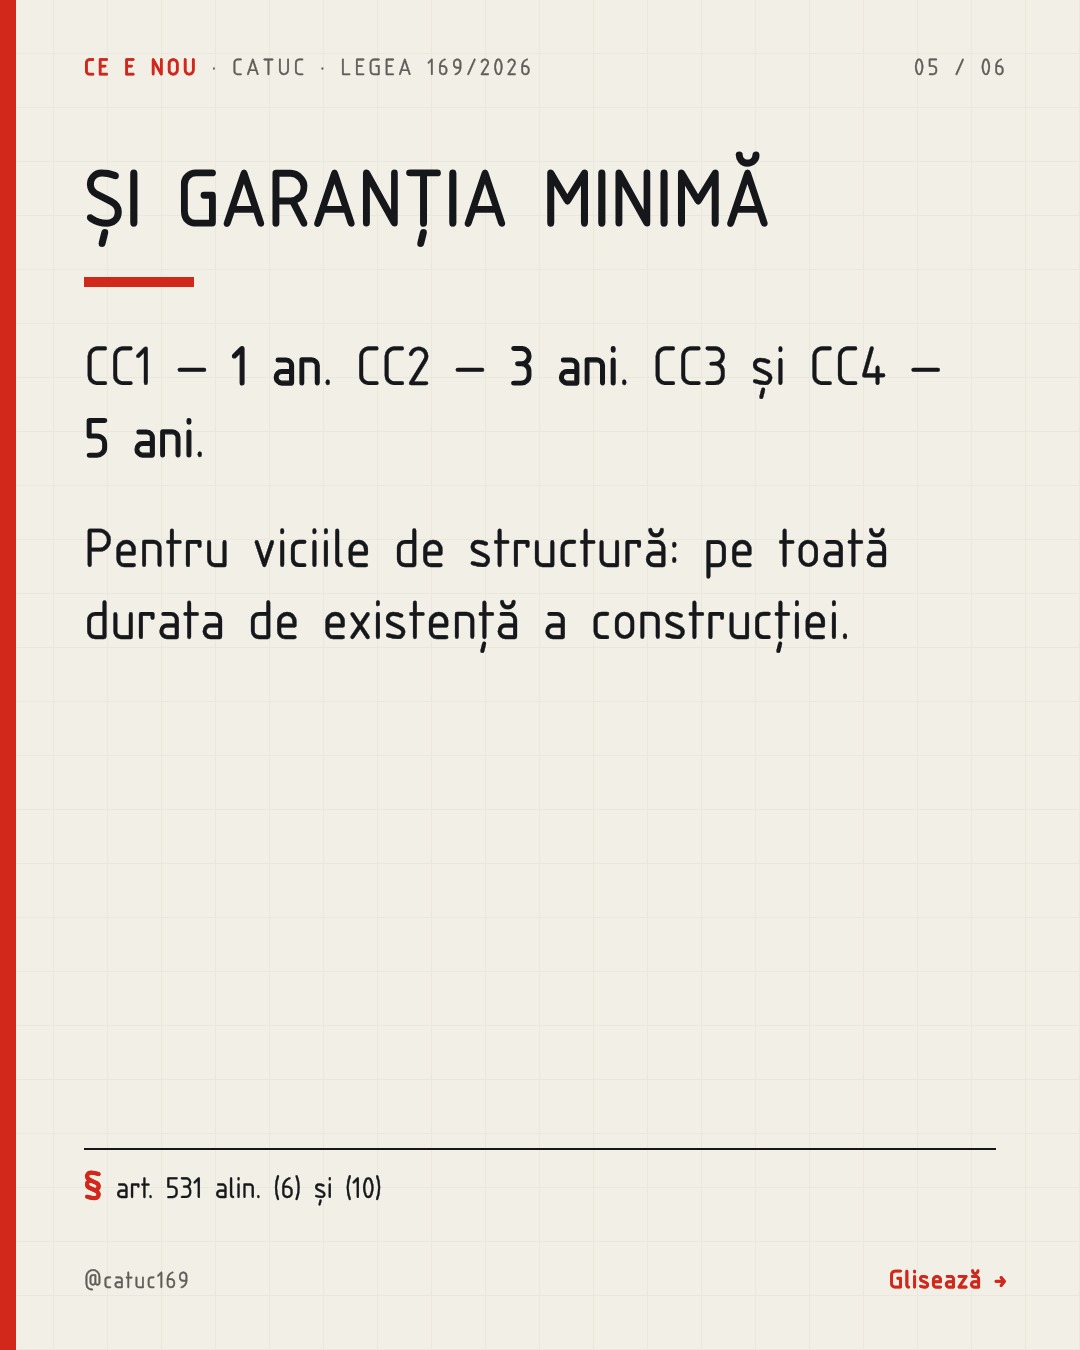 CE E NOU · CATUC · LEGEA 169/2026
05 / 06
ȘI GARANȚIA MINIMĂ
CC1 – 1 an. CC2 – 3 ani. CC3 și CC4 –
5 ani.
Pentru viciile de structură: pe toată
durata de existență a construcției.
§ art. 531 alin. (6) și (10)
@catuc169
Glisează →